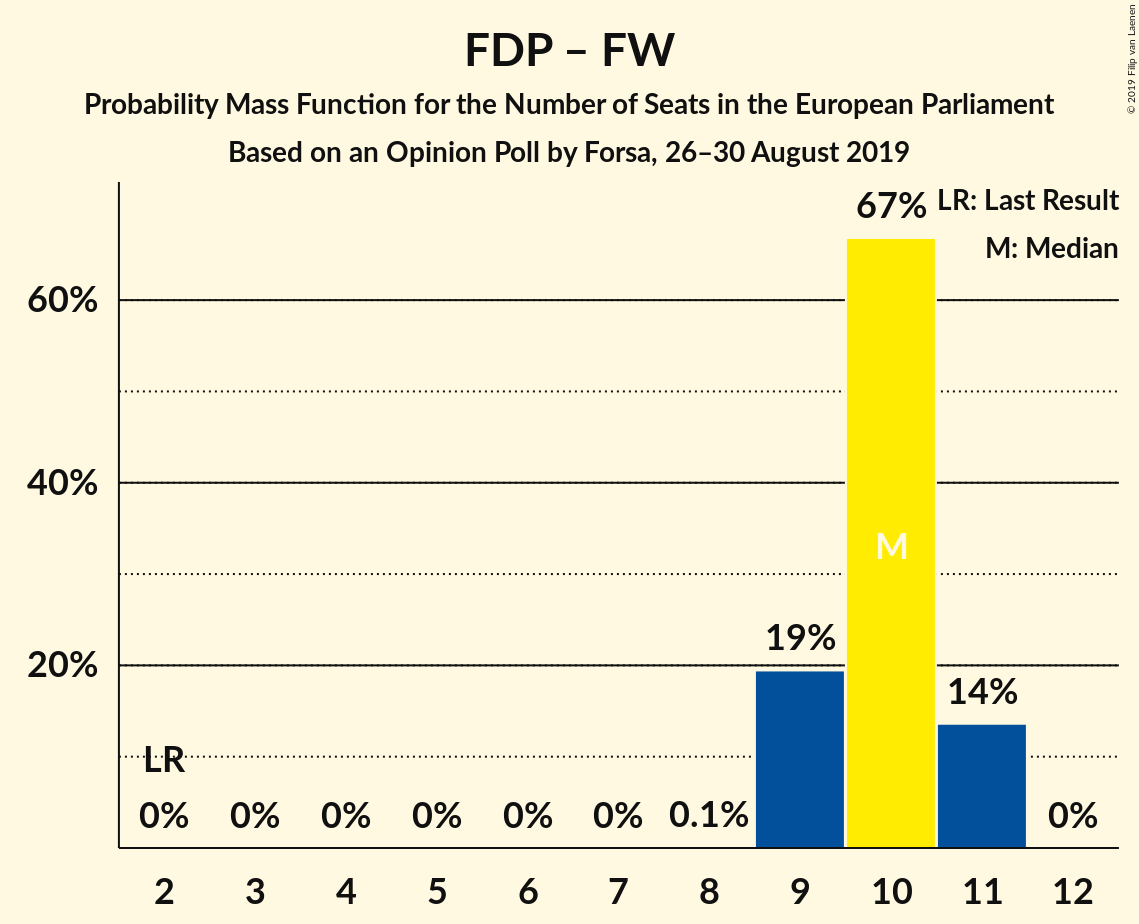 FDP – FW
Probability Mass Function for the Number of Seats in the European Parliament
Based on an Opinion Poll by Forsa, 26–30 August 2019
© 2019 Filip van Laenen
LR: Last Result
M: Median
67%
60%
40%
M
19%
20%
14%
LR
0% 0% 0% 0% 0% 0% 0.1% 0%
2 3 4 5 6 7 8 9 10 11 12